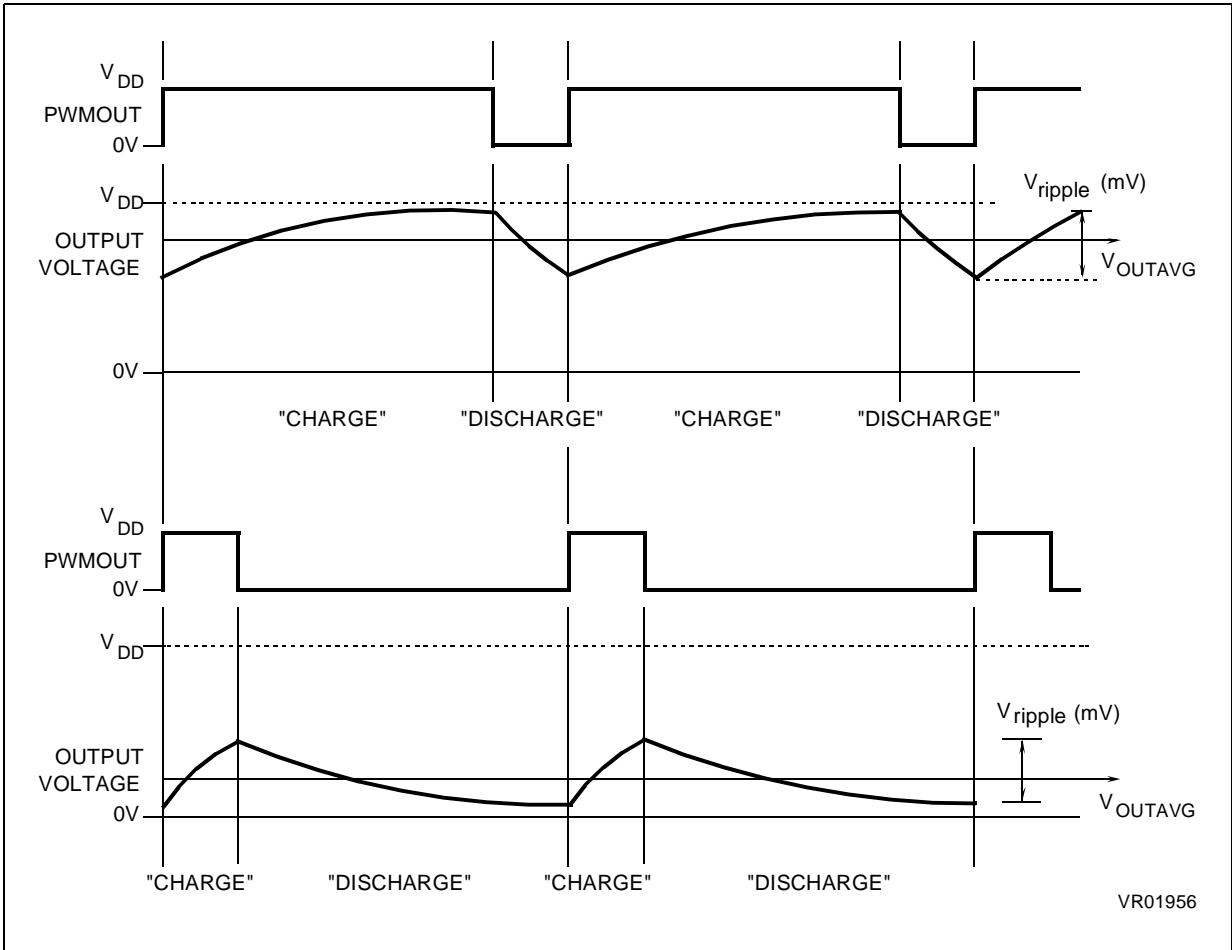 V DD
PWMOUT
0V
V DD
V ripple (mV)
OUTPUT
VOLTAGE
V OUTAVG
0V
"CHARGE" "DISCHARGE" "CHARGE" "DISCHARGE"
V DD
PWMOUT
0V
V DD
V ripple (mV)
OUTPUT
VOLTAGE
V OUTAVG
0V
"CHARGE" "DISCHARGE" "CHARGE" "DISCHARGE"
VR01956